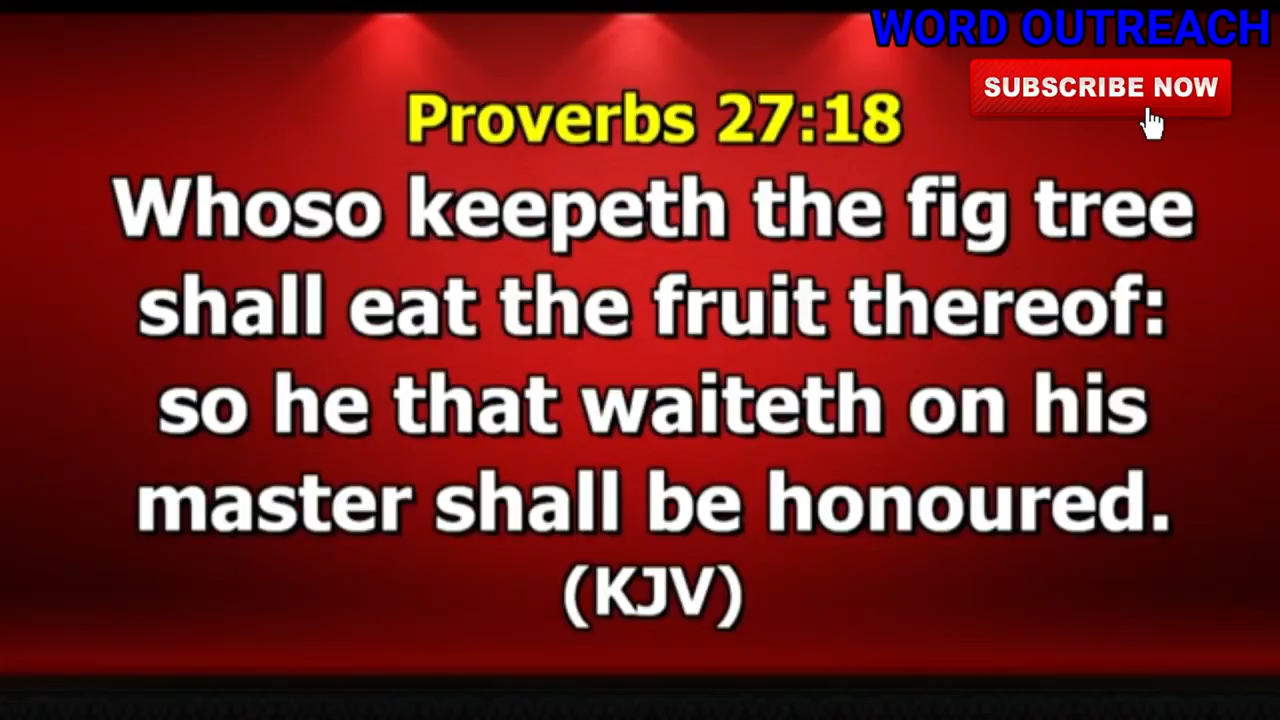 WORD OUTREACH
SUBSCRIBE NOW
Proverbs 27:18
Whoso keepeth the fig tree
shall eat the fruit thereof:
so he that waiteth on his
master shall be honoured.
(KJV)